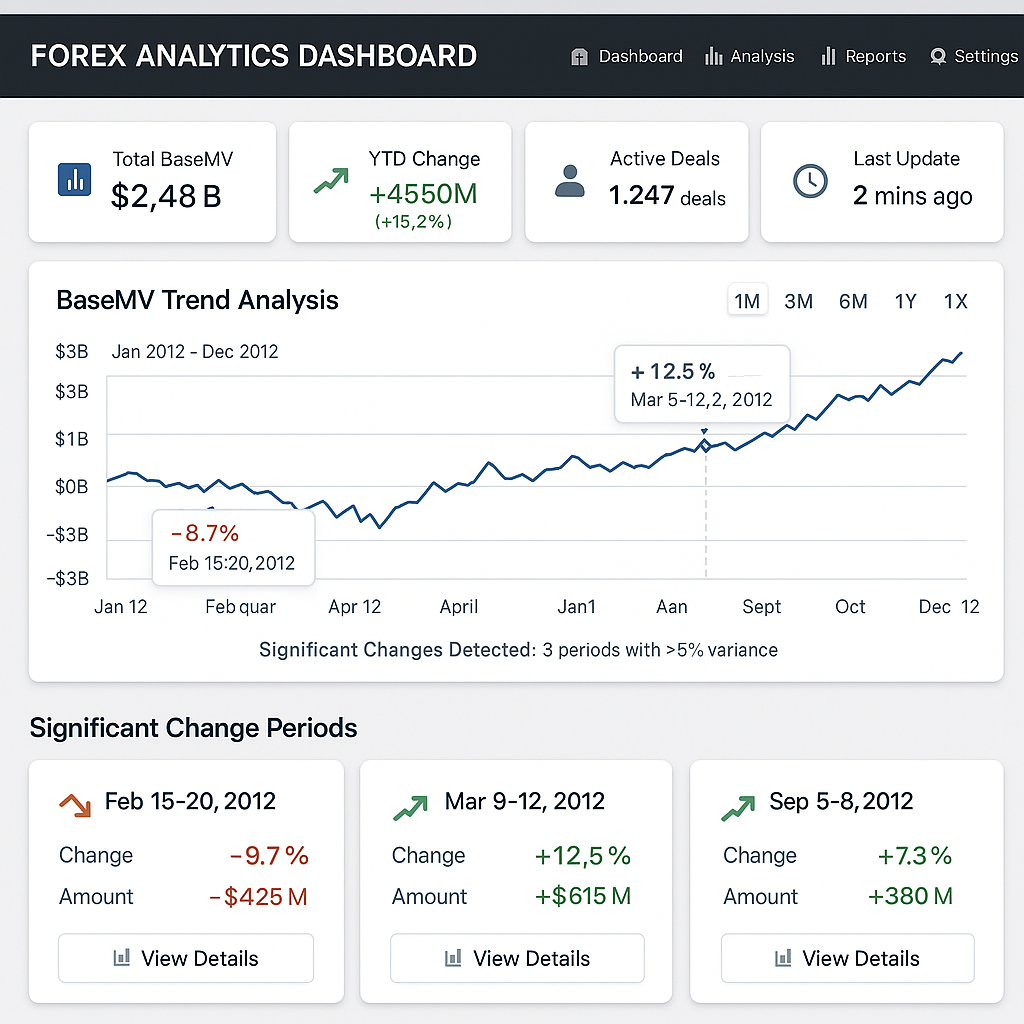 FOREX ANALYTICS DASHBOARD
Dashboard
Analysis
Reports
Settings
Total BaseMV
$2,48 B
YTD Change
+4550M
(+15,2%)
Active Deals
1.247 deals
Last Update
2 mins ago
BaseMV Trend Analysis
1M 3M 6M 1Y 1X
$3B Jan 2012 - Dec 2012
$3B
$1B
$0B
-$3B
-$3B
+ 12.5 %
Mar 5-12,2, 2012
-8.7%
Feb 15:20,2012
Jan 12 Feb quar Apr 12 April Jan1 Aan Sept Oct Dec 12
Significant Changes Detected: 3 periods with >5% variance
Significant Change Periods
Feb 15-20, 2012
Change -9.7 %
Amount -$425 M
View Details
Mar 9-12, 2012
Change +12,5 %
Amount +$615 M
View Details
Sep 5-8,2012
Change +7.3 %
Amount +380 M
View Details